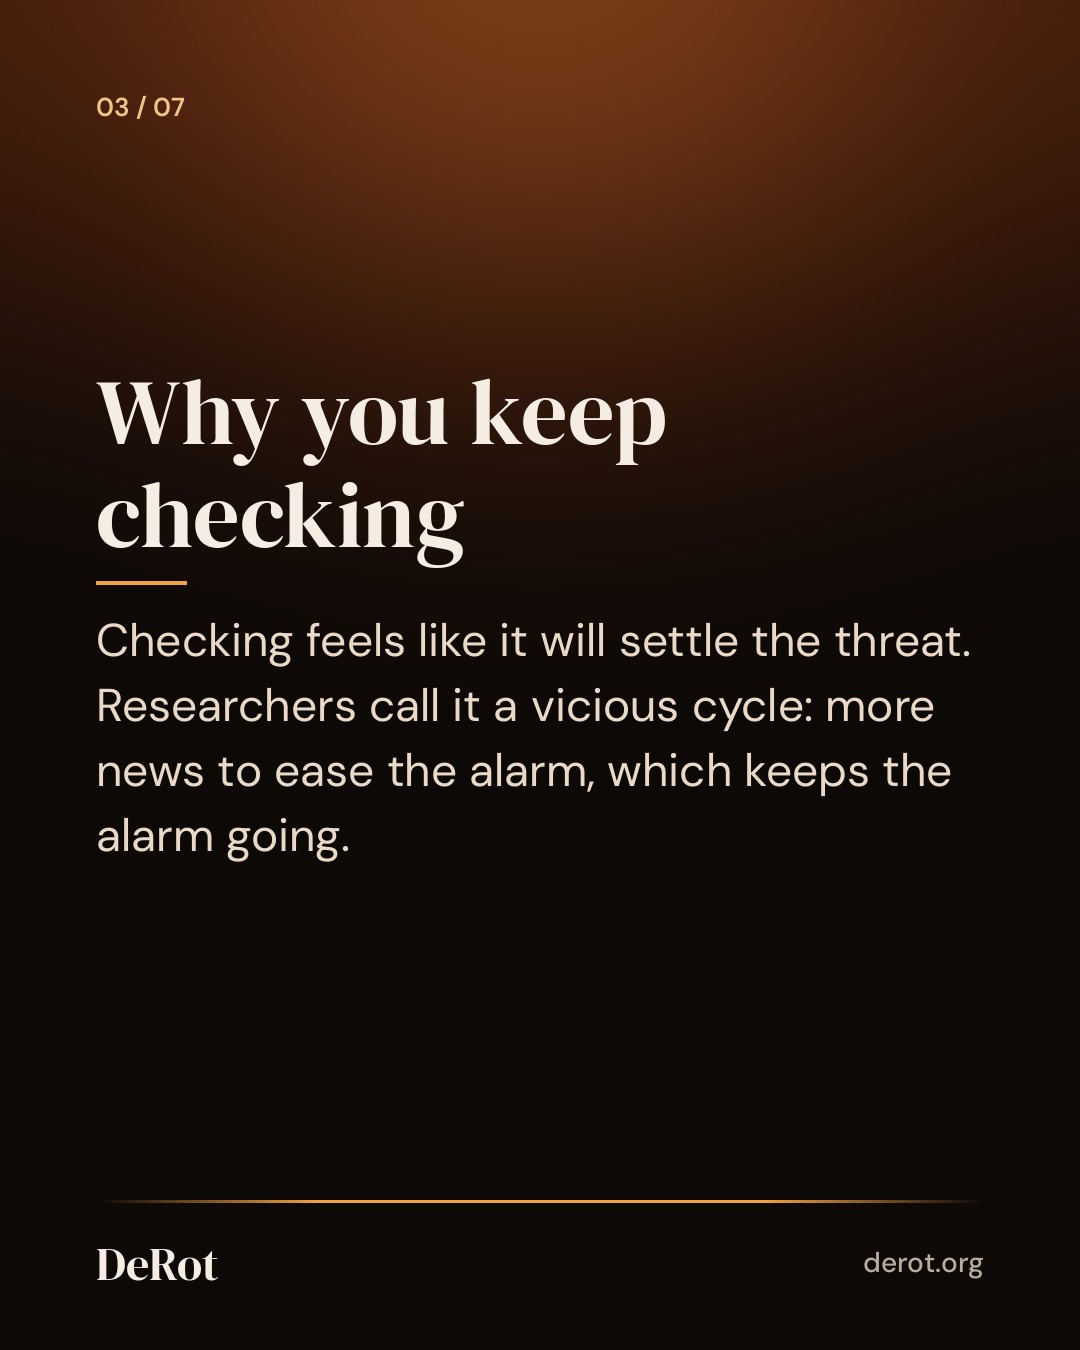 03 / 07
Why you keep
checking
Checking feels like it will settle the threat.
Researchers call it a vicious cycle: more
news to ease the alarm, which keeps the
alarm going.
DeRot
derot.org